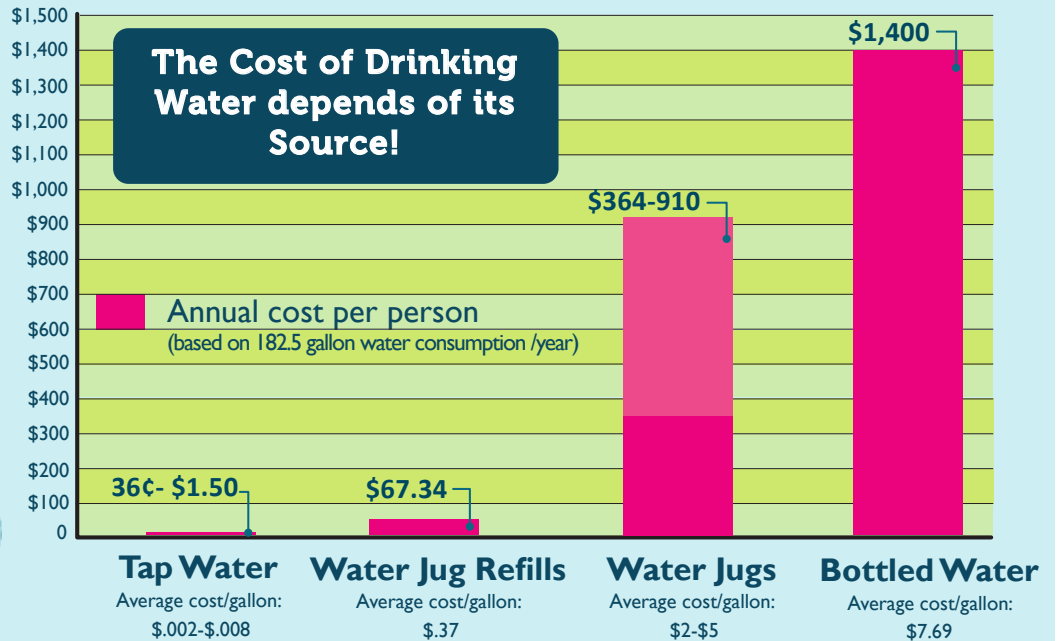 $1,500
$1,400
$1,300
$1,200
$1,100
$1,000
$900
$800
$700
$600
$500
$400
$300
$200
$100
0
The Cost of Drinking
Water depends of its
Source!
Annual cost per person
(based on 182.5 gallon water consumption /year)
36¢- $1.50
$67.34
$364-910
$1,400
Tap Water
Average cost/gallon:
$.002-$.008
Water Jug Refills
Average cost/gallon:
$.37
Water Jugs
Average cost/gallon:
$2-$5
Bottled Water
Average cost/gallon:
$7.69